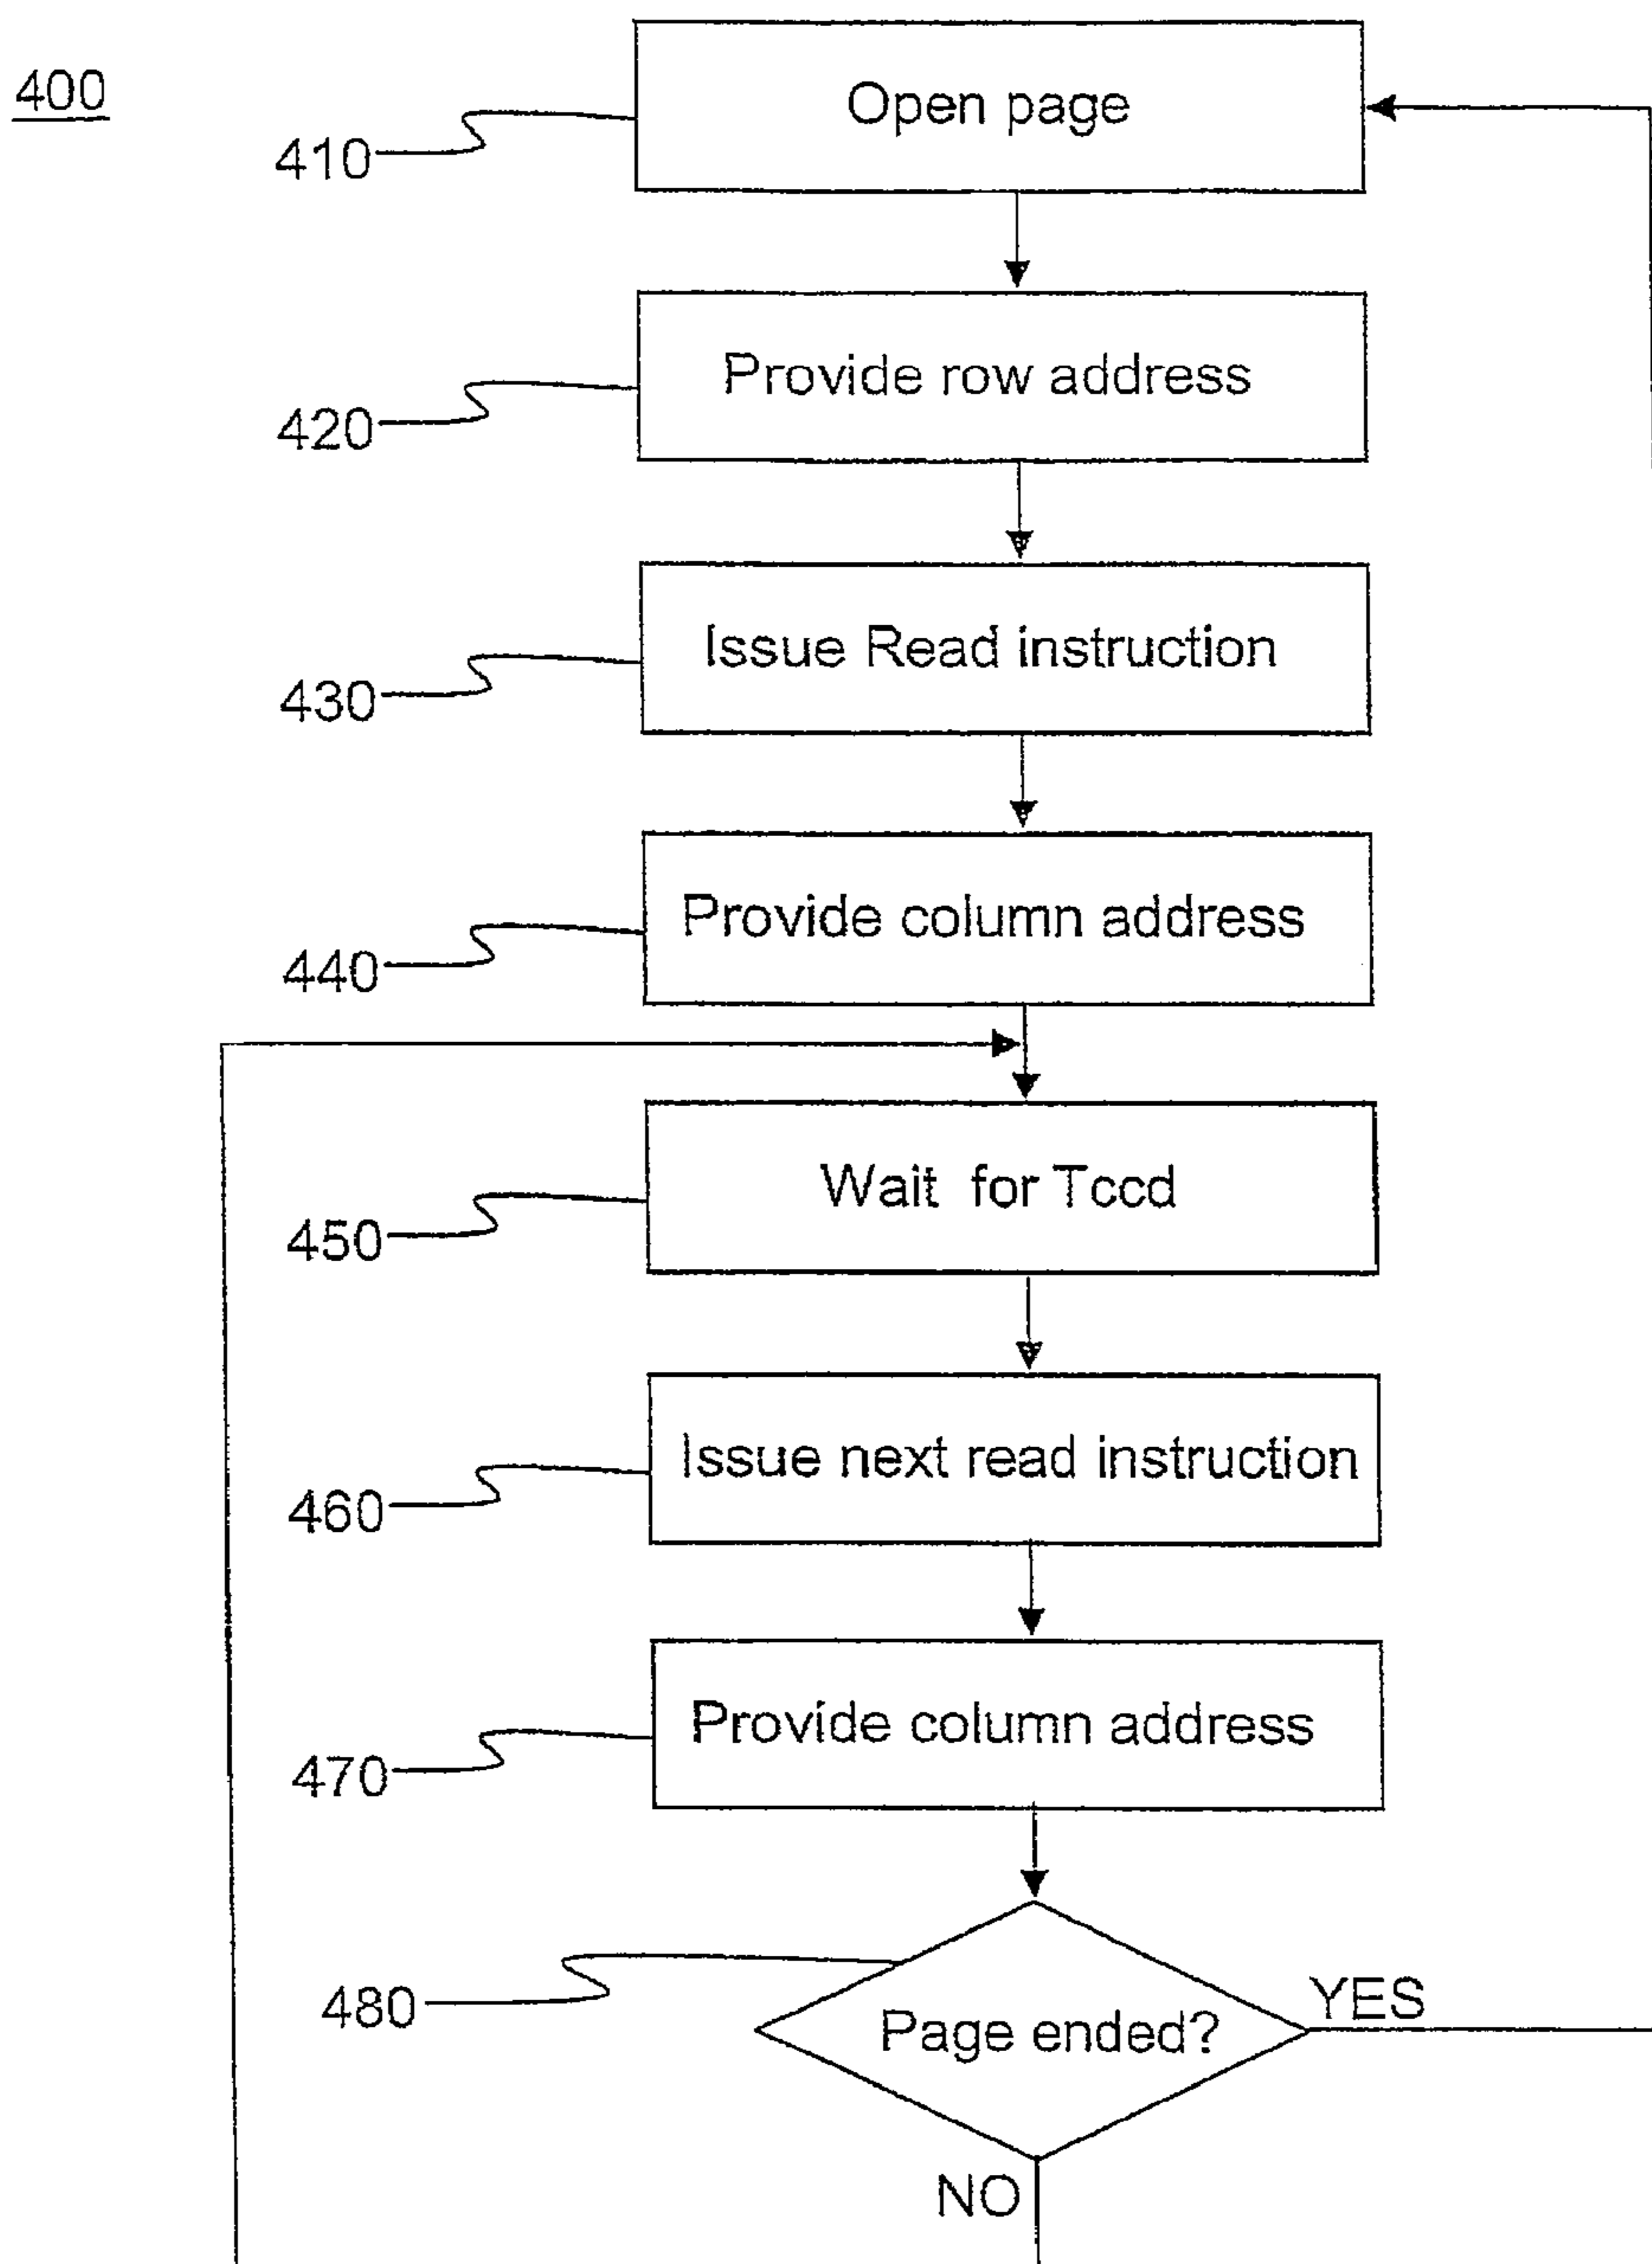 400
Open page
410
Provide row address
420
Issue Read instruction
430
Provide column address
440
Wait for Tccd
450
Issue next read instruction
460
Provide column address
470
Page ended?
480
YES
NO